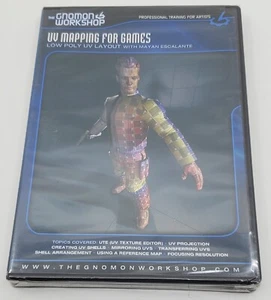 THE GNOMON WORKSHOP
PROFESSIONAL TRAINING FOR ARTISTS
UV MAPPING FOR GAMES
LOW POLY UV LAYOUT WITH MAYAN ESCALANTE
TOPICS COVERED: UTE (UV TEXTURE EDITOR) · UV PROJECTION
CREATING UV SHELLS · MIRRORING UVS · TRANSFERRING UVS
SHELL ARRANGEMENT · USING A REFERENCE MAP · FOCUSING RESOLUTION
WWW.THEGNOMONWORKSHOP.COM